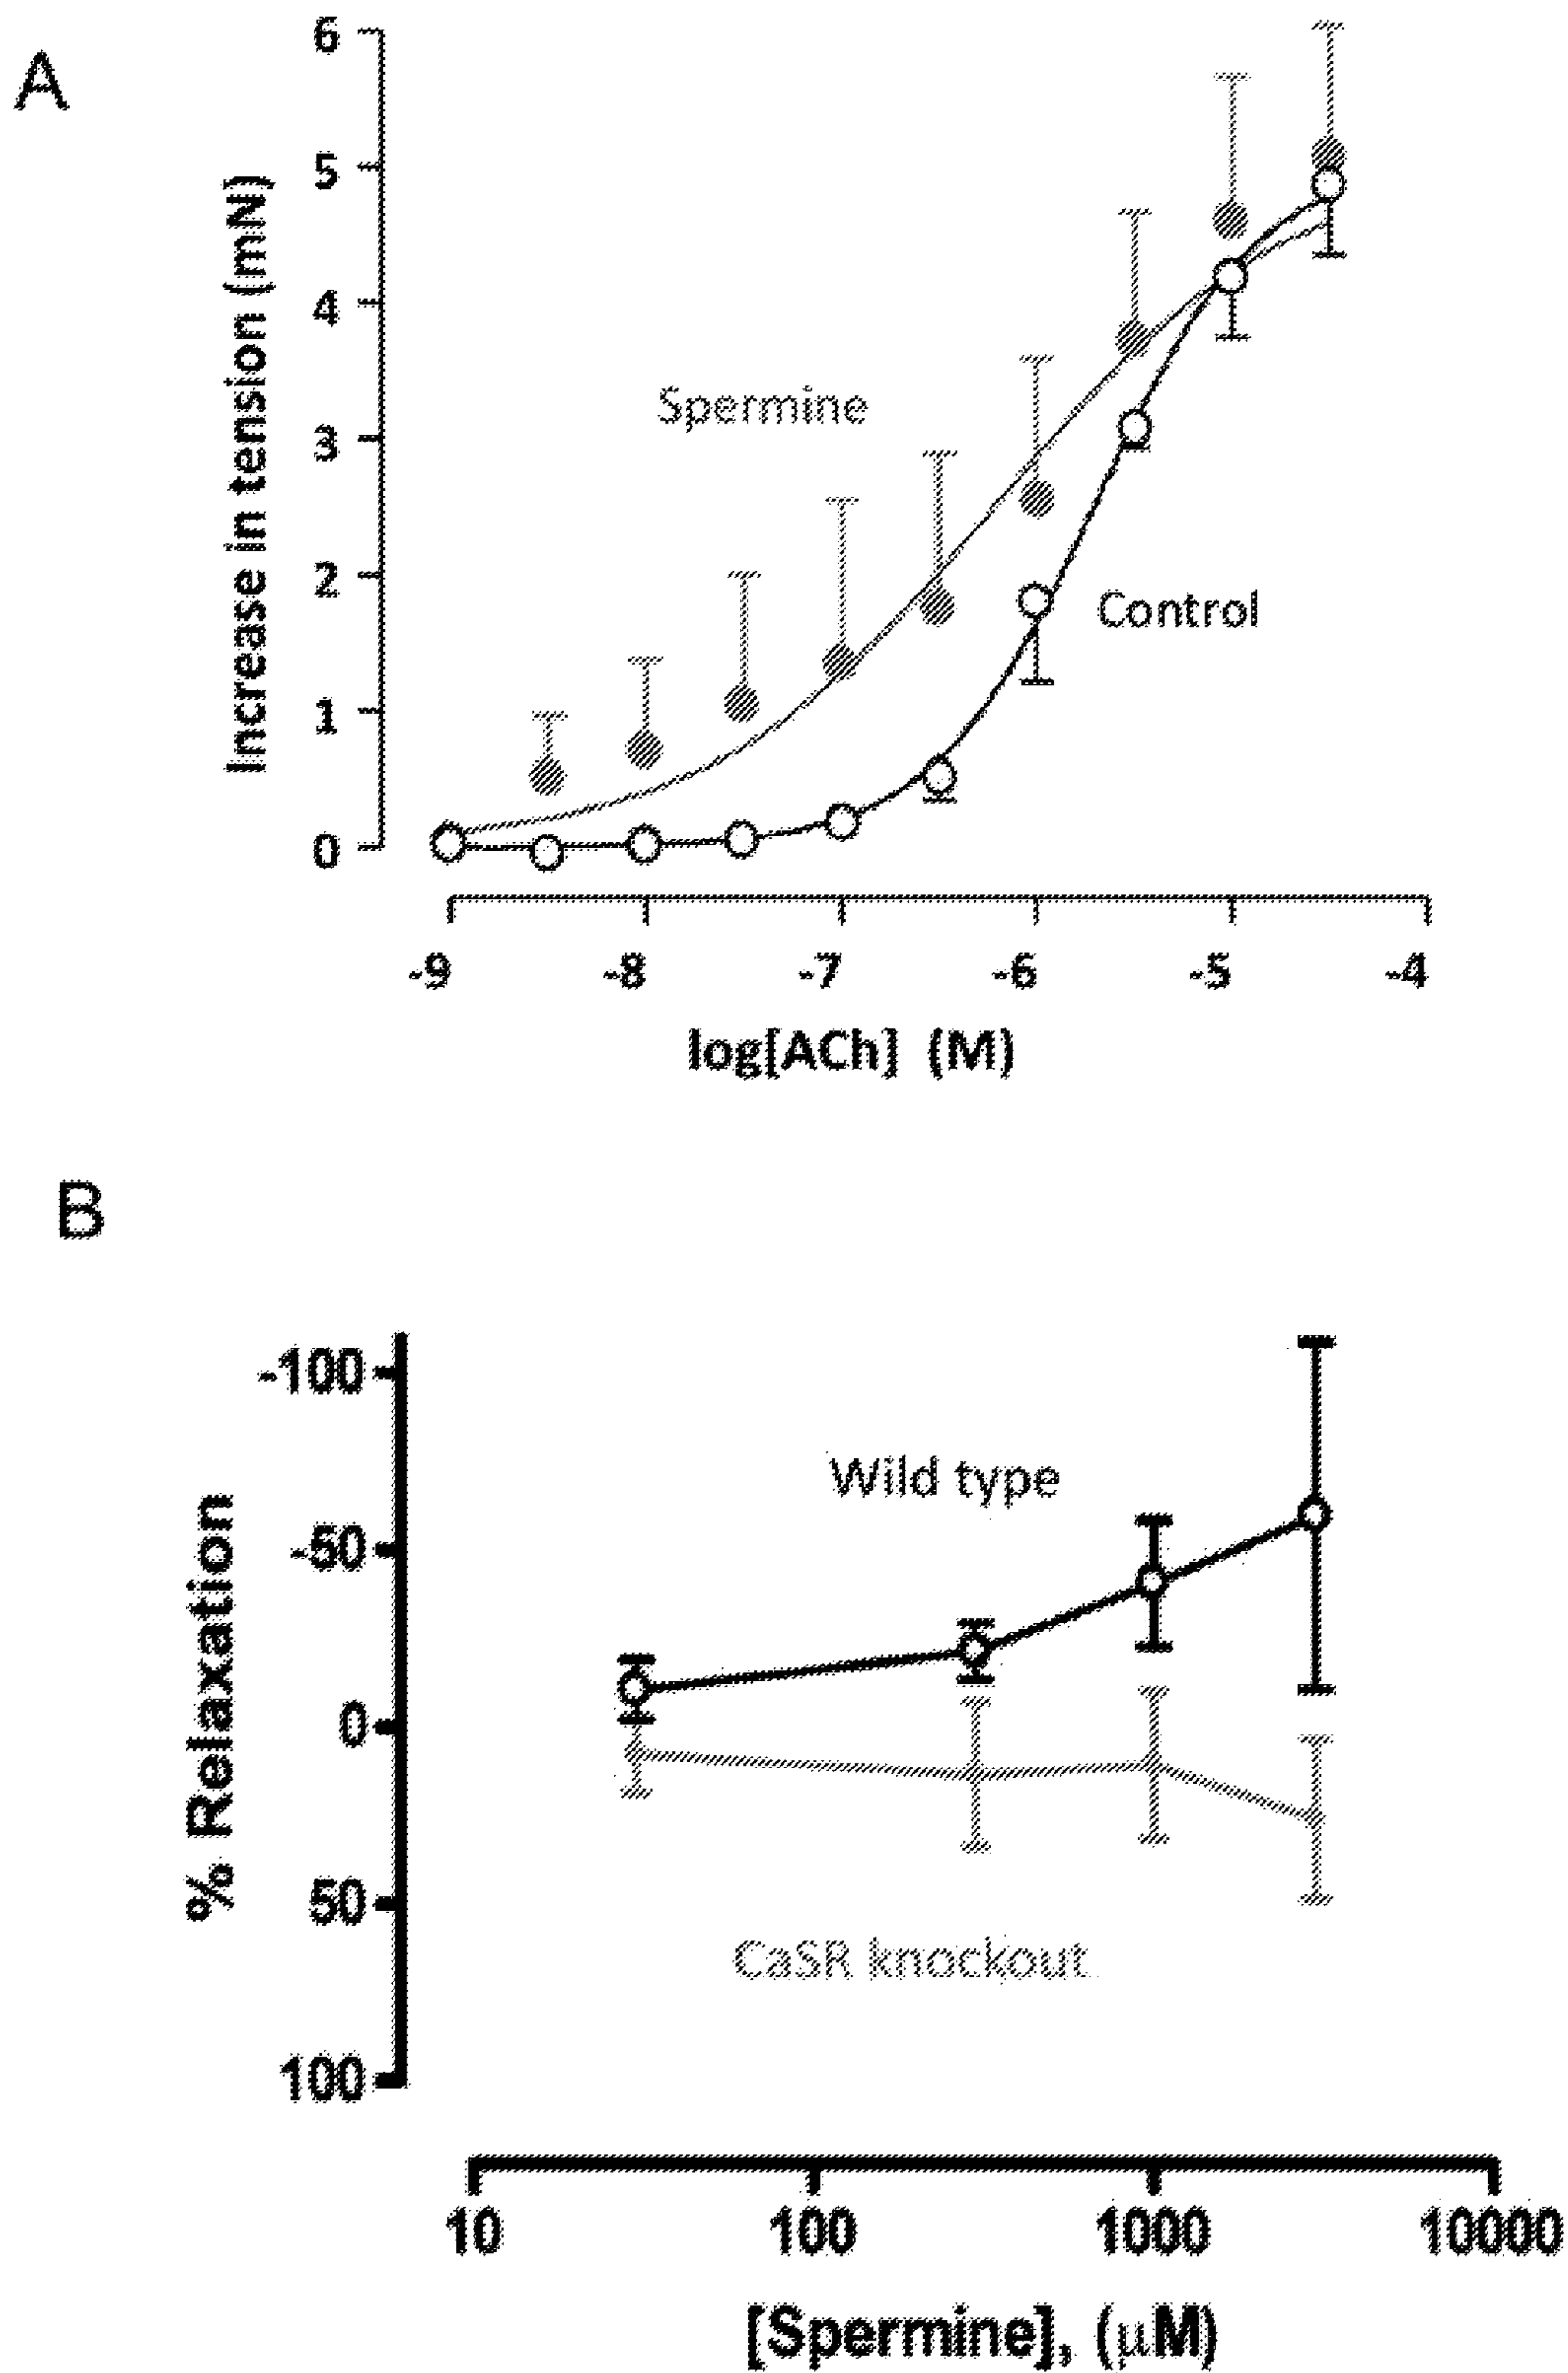 A
Increase in tension (mN)
6
5
4
3
2
1
0
Spermine
Control
-9 -8 -7 -6 -5 -4
log[ACh] (M)
B
% Relaxation
-100
-50
0
50
100
Wild type
CaSR knockout
10 100 1000 10000
[Spermine], (μM)